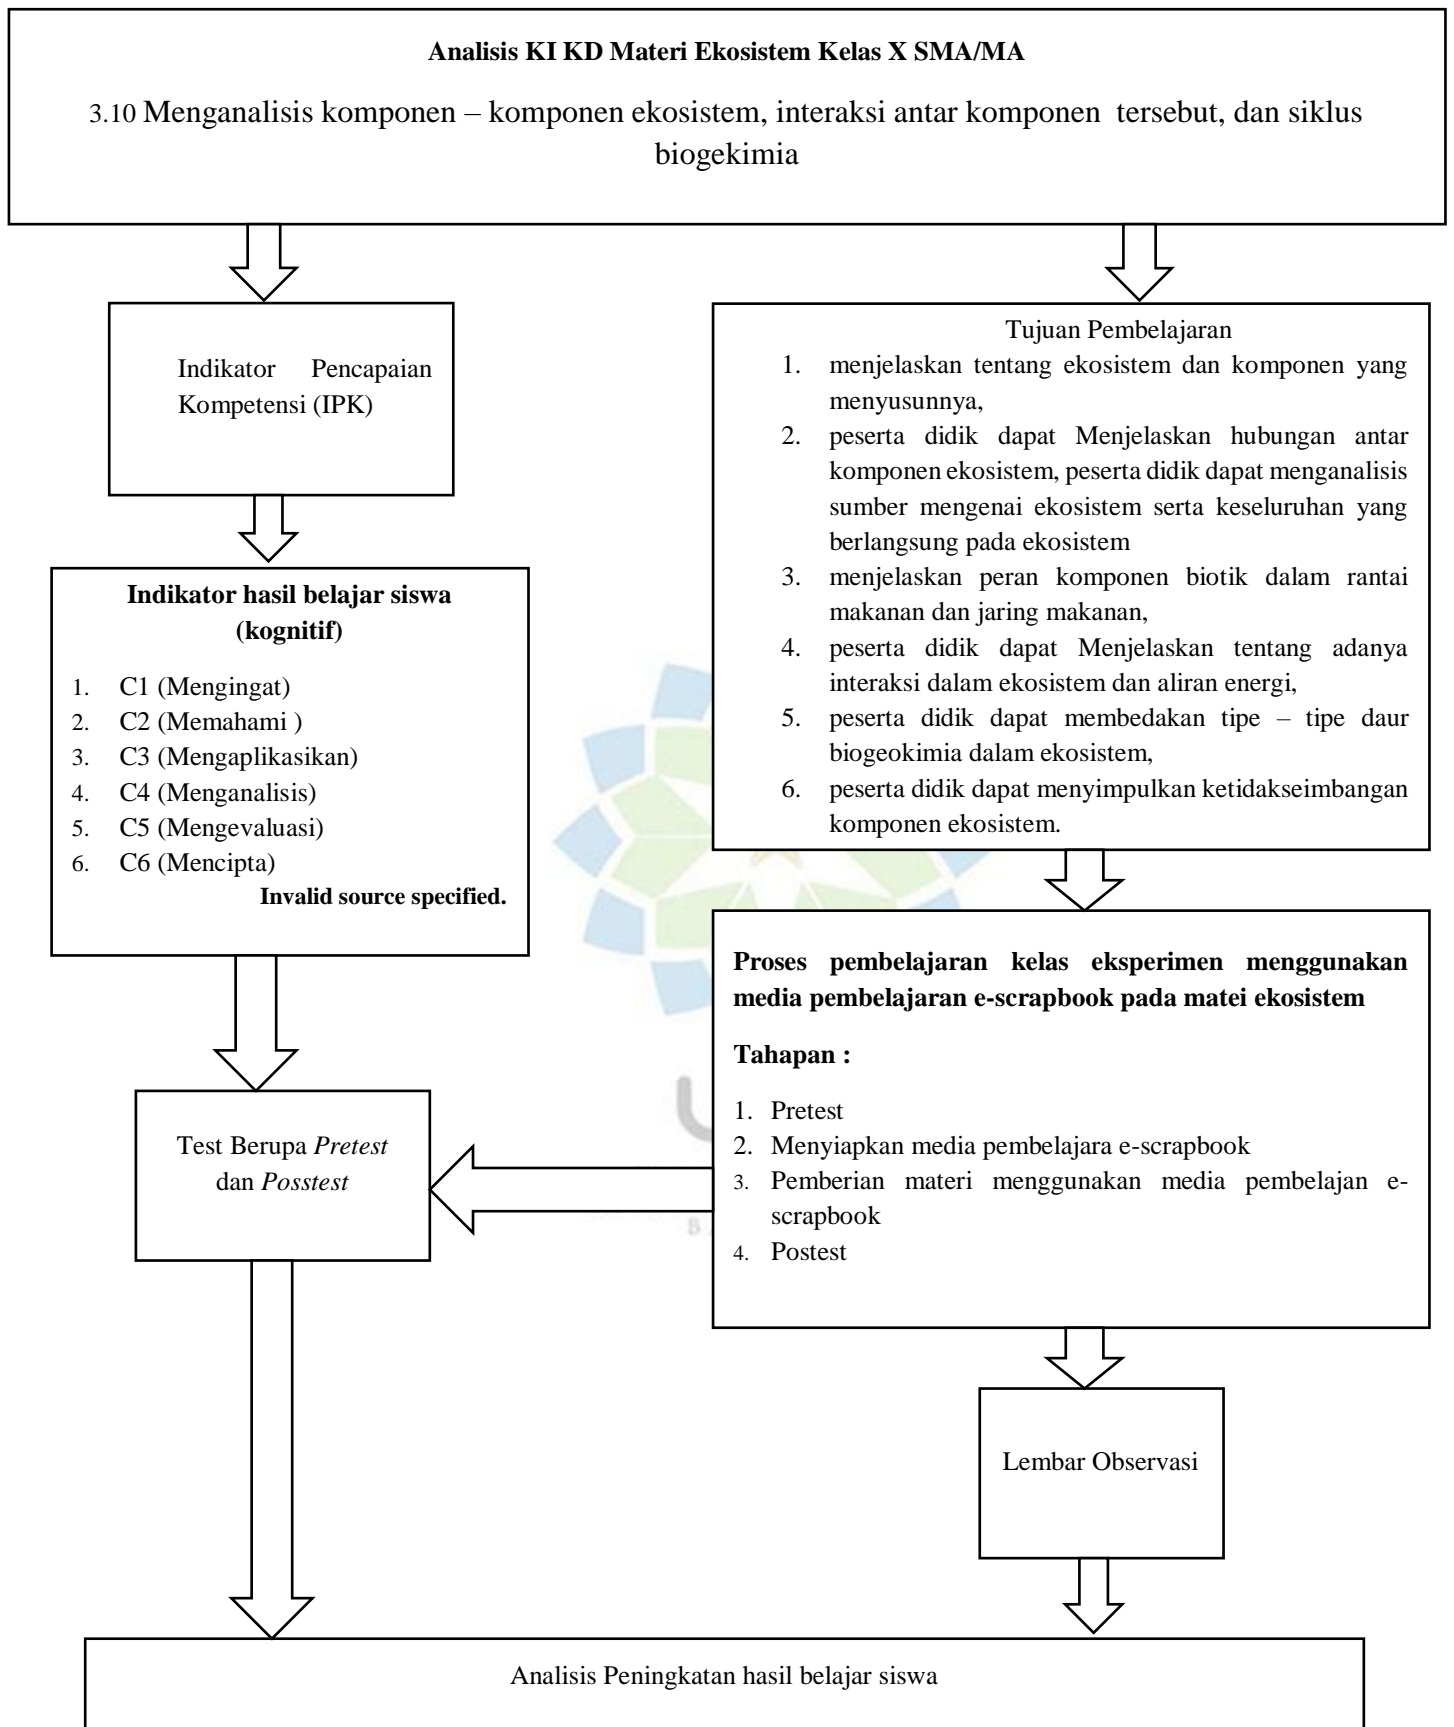 Analisis KI KD Materi Ekosistem Kelas X SMA/MA
3.10 Menganalisis komponen – komponen ekosistem, interaksi antar komponen tersebut, dan siklus
biogekimia
Indikator Pencapaian
Kompetensi (IPK)
Indikator hasil belajar siswa
(kognitif)
1. C1 (Mengingat)
2. C2 (Memahami )
3. C3 (Mengaplikasikan)
4. C4 (Menganalisis)
5. C5 (Mengevaluasi)
6. C6 (Mencipta)
Invalid source specified.
Test Berupa Pretest
dan Posstest
Tujuan Pembelajaran
1. menjelaskan tentang ekosistem dan komponen yang
menyusunnya,
2. peserta didik dapat Menjelaskan hubungan antar
komponen ekosistem, peserta didik dapat menganalisis
sumber mengenai ekosistem serta keseluruhan yang
berlangsung pada ekosistem
3. menjelaskan peran komponen biotik dalam rantai
makanan dan jaring makanan,
4. peserta didik dapat Menjelaskan tentang adanya
interaksi dalam ekosistem dan aliran energi,
5. peserta didik dapat membedakan tipe – tipe daur
biogeokimia dalam ekosistem,
6. peserta didik dapat menyimpulkan ketidakseimbangan
komponen ekosistem.
Proses pembelajaran kelas eksperimen menggunakan
media pembelajaran e-scrapbook pada matei ekosistem
Tahapan :
1. Pretest
2. Menyiapkan media pembelajara e-scrapbook
3. Pemberian materi menggunakan media pembelajan e-
scrapbook
4. Postest
Lembar Observasi
Analisis Peningkatan hasil belajar siswa